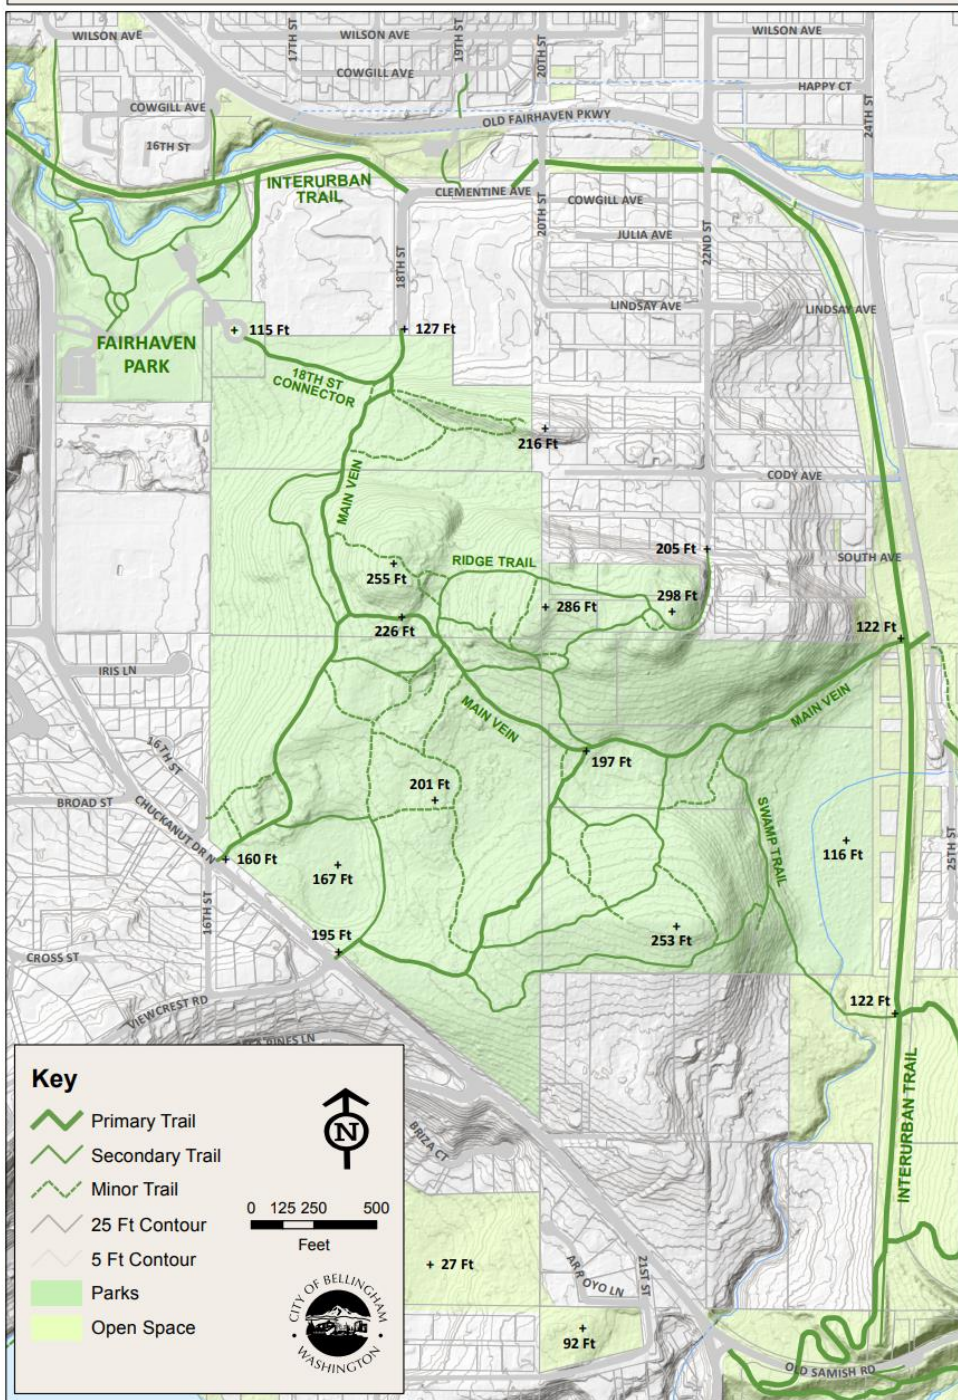 WILSON AVE
17TH ST
WILSON AVE
19TH ST
20TH ST
WILSON AVE
COWGILL AVE
HAPPY CT
COWGILL AVE
OLD FAIRHAVEN PKWY
24TH ST
16TH ST
INTERURBAN
TRAIL
CLEMENTINE AVE
COWGILL AVE
20TH ST
JULIA AVE
22ND ST
18TH ST
LINDSAY AVE
LINDSAY AVE
115 Ft
127 Ft
FAIRHAVEN
PARK
18TH ST
CONNECTOR
216 Ft
MAIN VEIN
CODY AVE
205 Ft
SOUTH AVE
RIDGE TRAIL
255 Ft
298 Ft
286 Ft
226 Ft
122 Ft
IRIS LN
MAIN VEIN
MAIN VEIN
16TH ST
197 Ft
201 Ft
BROAD ST
CHUCKANUT DR N
SWAMP TRAIL
25TH ST
160 Ft
116 Ft
167 Ft
16TH ST
195 Ft
253 Ft
CROSS ST
VIEWCREST RD
122 Ft
PINES LN
INTERURBAN TRAIL
BRIZA CT
Key
Primary Trail
Secondary Trail
Minor Trail
25 Ft Contour
5 Ft Contour
Parks
Open Space
N
0 125 250 500
Feet
CITY OF BELLINGHAM
WASHINGTON
27 Ft
ARROYO LN
21ST ST
92 Ft
OLD SAMISH RD